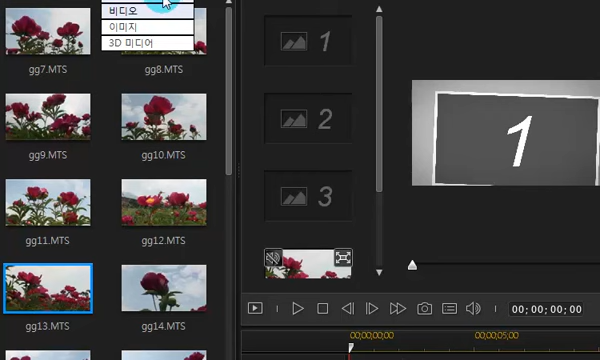 비디오
이미지
3D 미디어
gg7.MTS
gg8.MTS
gg9.MTS
gg10.MTS
gg11.MTS
gg12.MTS
gg13.MTS
gg14.MTS
1
2
3
1
00; 00; 00; 00
00;00;00;00
00;00;05;00